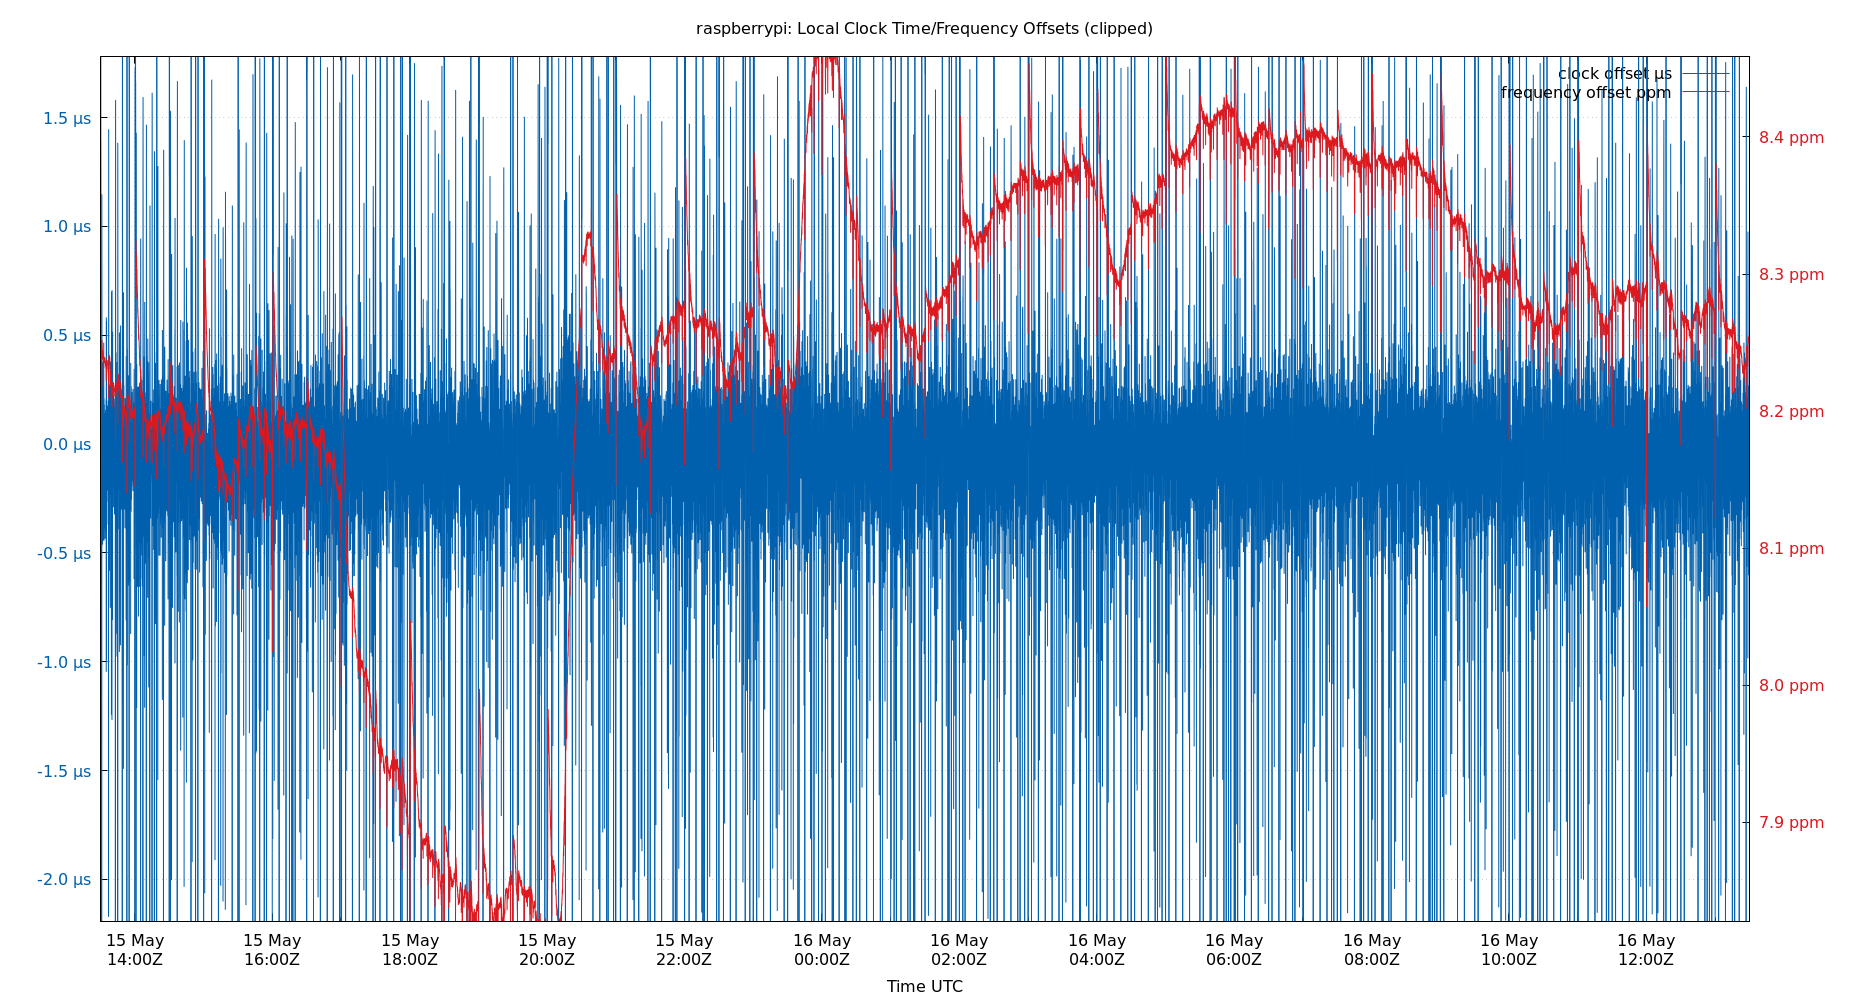 raspberrypi: Local Clock Time/Frequency Offsets (clipped)
clock offset µs
frequency offset ppm
1.5 µs
1.0 µs
0.5 µs
0.0 µs
-0.5 µs
-1.0 µs
-1.5 µs
-2.0 µs
8.4 ppm
8.3 ppm
8.2 ppm
8.1 ppm
8.0 ppm
7.9 ppm
15 May 15 May 15 May 15 May 15 May 16 May 16 May 16 May 16 May 16 May 16 May 16 May
14:00Z 16:00Z 18:00Z 20:00Z 22:00Z 00:00Z 02:00Z 04:00Z 06:00Z 08:00Z 10:00Z 12:00Z
Time UTC